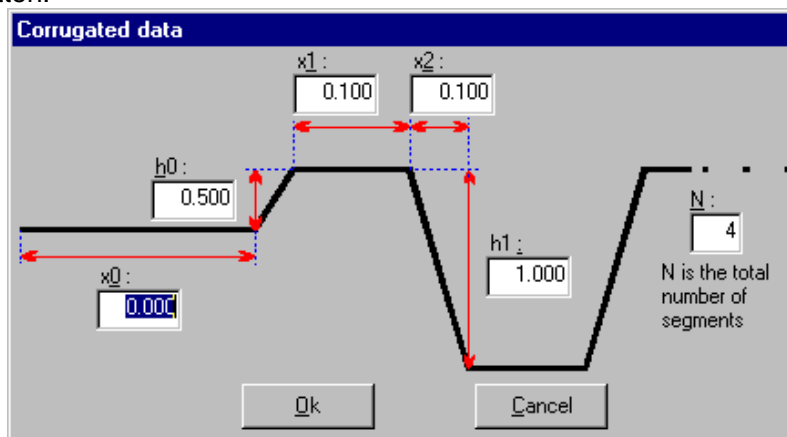 Corrugated data
x1 :
x2 :
0.100
0.100
h0 :
0.500
N :
4
h1 :
1.000
x0 :
0.000
N is the total
number of
segments
Ok
Cancel